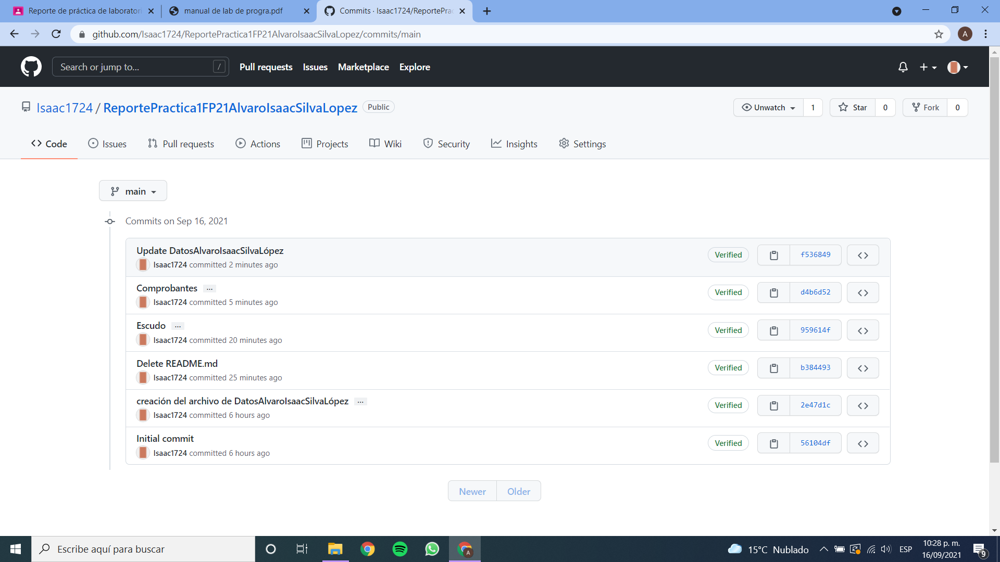 Reporte de práctica de laboratori
manual de lab de progra.pdf
Commits · Isaac1724/ReportePrac
github.com/Isaac1724/ReportePractica1FP21AlvaroIsaacSilvaLopez/commits/main
A
Search or jump to...
/
Pull requests
Issues
Marketplace
Explore
Isaac1724 / ReportePractica1FP21AlvaroIsaacSilvaLopez
Public
Unwatch
1
Star
0
Fork
0
Code
Issues
Pull requests
Actions
Projects
Wiki
Security
Insights
Settings
main
Commits on Sep 16, 2021
Update DatosAlvaroIsaacSilvaLópez
Isaac1724 committed 2 minutes ago
Verified
f536849
Comprobantes ...
Isaac1724 committed 5 minutes ago
Verified
d4b6d52
Escudo ...
Isaac1724 committed 20 minutes ago
Verified
959614f
Delete README.md
Isaac1724 committed 25 minutes ago
Verified
b384493
creación del archivo de DatosAlvaroIsaacSilvaLópez ...
Isaac1724 committed 6 hours ago
Verified
2e47d1c
Initial commit
Isaac1724 committed 6 hours ago
Verified
56104df
Newer
Older
Escribe aquí para buscar
A
15°C Nublado
ESP
10:28 p. m.
16/09/2021
9